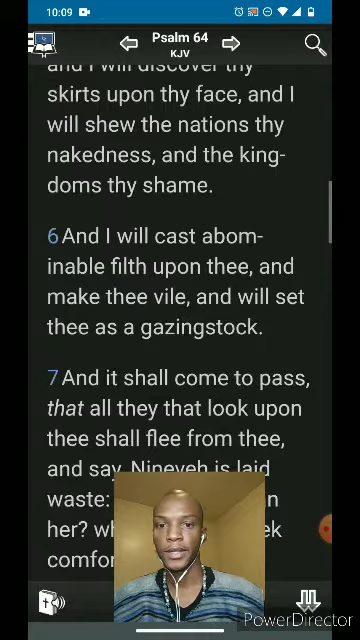 10:09
Psalm 64
KJV
and I will discover thy
skirts upon thy face, and I
will shew the nations thy
nakedness, and the king-
doms thy shame.
6 And I will cast abom-
inable filth upon thee, and
make thee vile, and will set
thee as a gazingstock.
7 And it shall come to pass,
that all they that look upon
thee shall flee from thee,
and say, Nineveh is laid
waste:
her?
comfor
PowerDirector